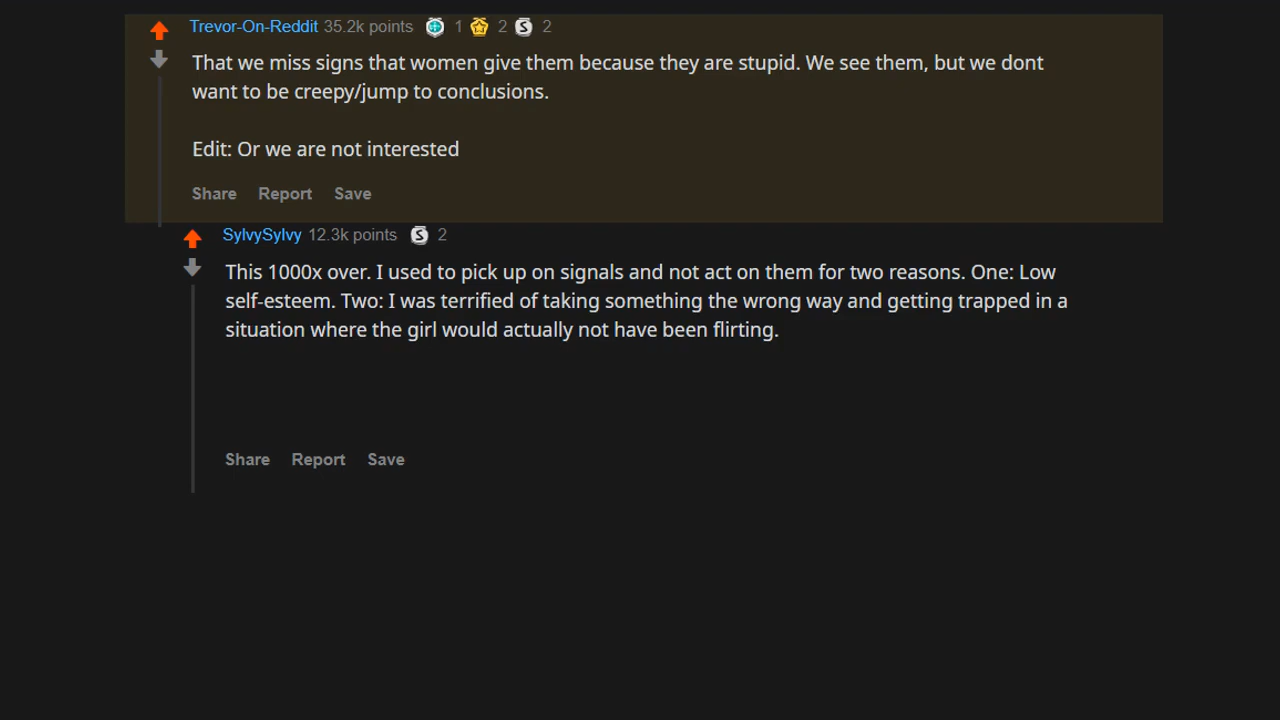 Trevor-On-Reddit 35.2k points 1 2 S 2
That we miss signs that women give them because they are stupid. We see them, but we dont
want to be creepy/jump to conclusions.
Edit: Or we are not interested
Share Report Save
SylvySylvy 12.3k points S 2
This 1000x over. I used to pick up on signals and not act on them for two reasons. One: Low
self-esteem. Two: I was terrified of taking something the wrong way and getting trapped in a
situation where the girl would actually not have been flirting.
Share Report Save